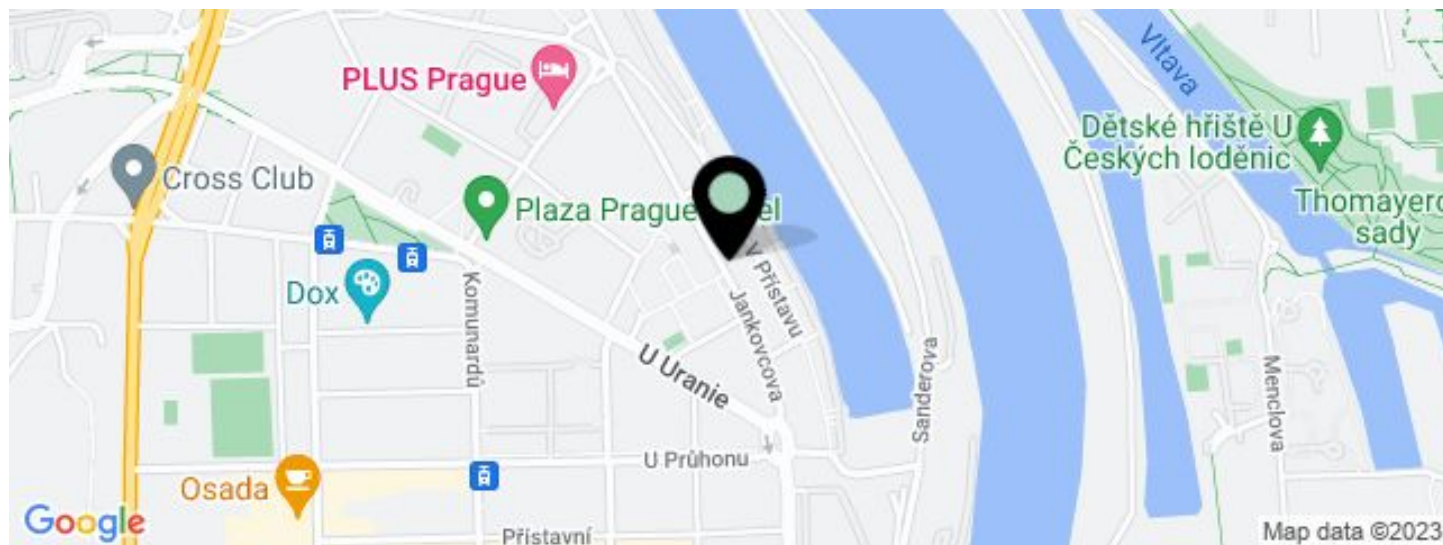 Vltava
PLUS Prague
Dětské hřiště U
Českých loděnic
Cross Club
Thomayero
sady
Plaza Prague
el
V Přístavu
Dox
Komunardů
Jankovcova
U Uranie
Sanderova
Menclova
U Průhonu
Osada
Google
Přístavní
Map data ©2023